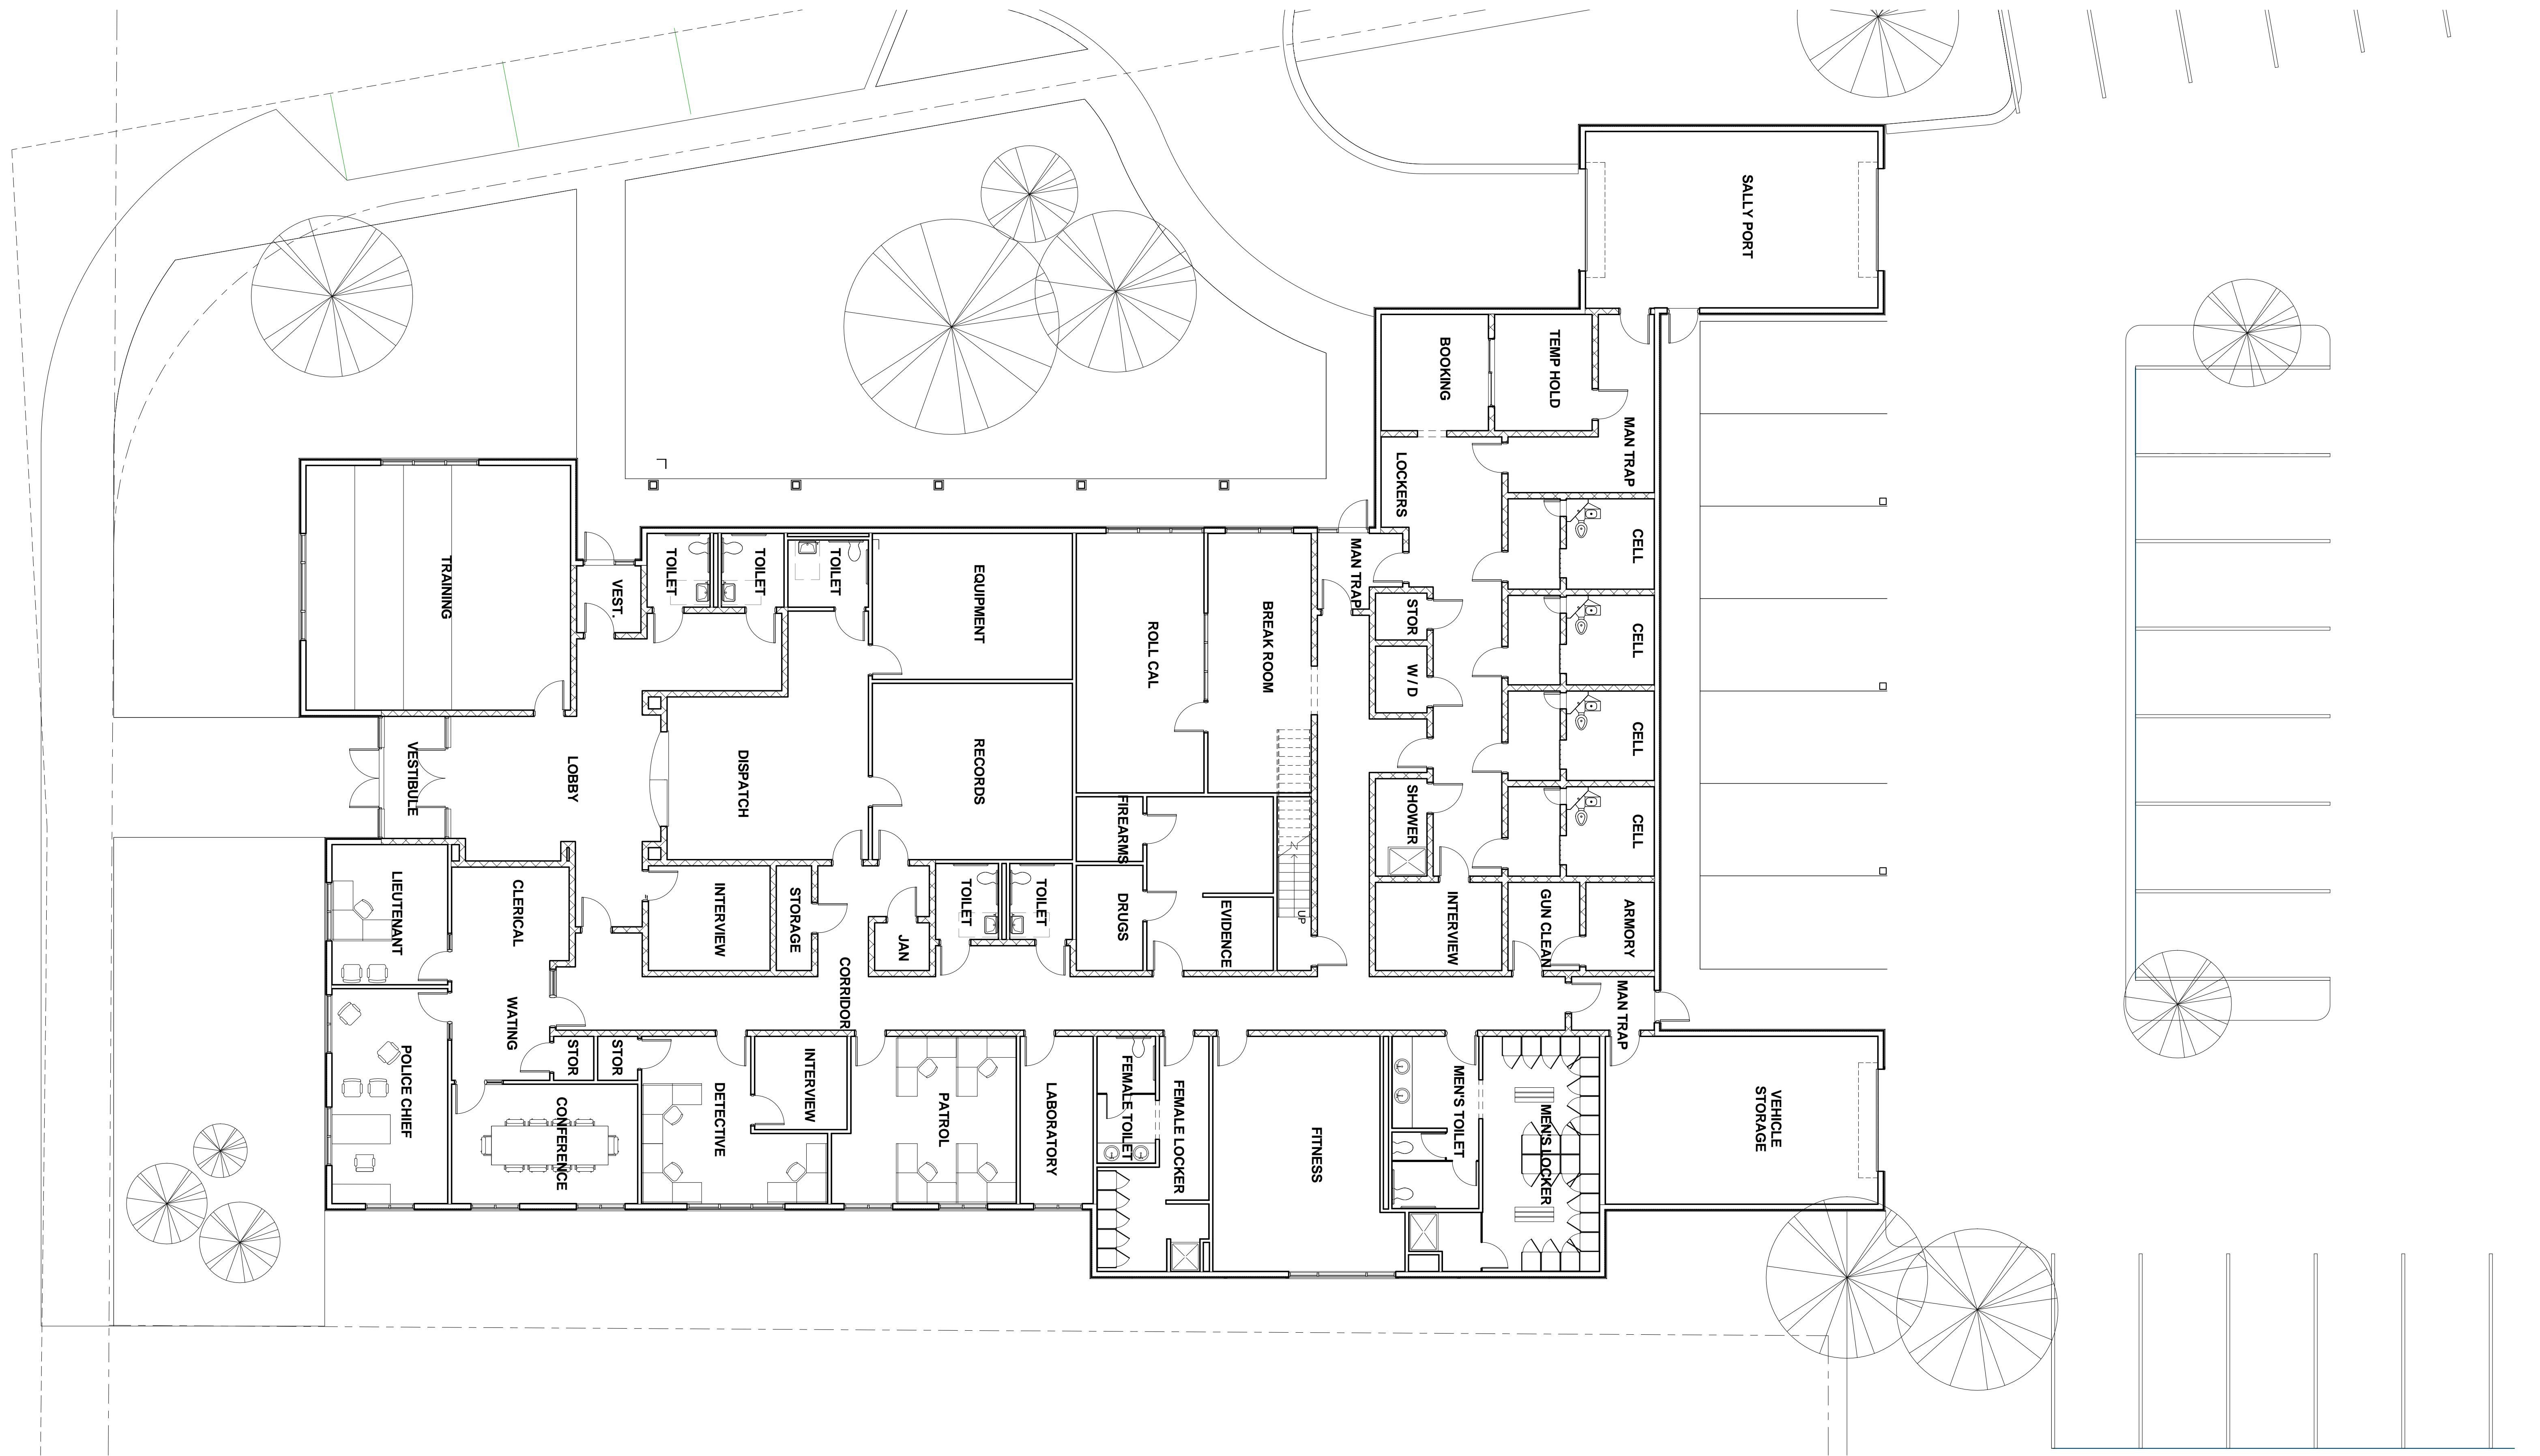 SALLY PORT
BOOKING
TEMP HOLD
MAN TRAP
LOCKERS
CELL
CELL
CELL
CELL
MAN TRAP
STOR
W / D
SHOWER
TRAINING
VEST.
TOILET
TOILET
TOILET
EQUIPMENT
ROLL CAL
BREAK ROOM
VESTIBULE
LOBBY
DISPATCH
RECORDS
FIREARMS
LIEUTENANT
CLERICAL
INTERVIEW
STORAGE
JAN
TOILET
TOILET
DRUGS
EVIDENCE
UP
INTERVIEW
GUN CLEAN
ARMORY
CORRIDOR
MAN TRAP
WATING
STOR
STOR
POLICE CHIEF
CONFERENCE
DETECTIVE
INTERVIEW
PATROL
LABORATORY
FEMALE TOILET
FEMALE LOCKER
FITNESS
MEN'S TOILET
MEN'S LOCKER
VEHICLE
STORAGE